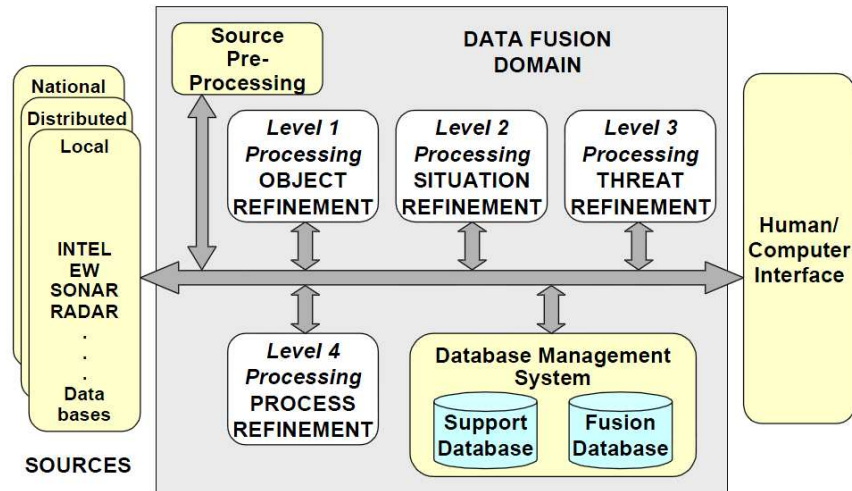 National
Distributed
Local
INTEL
EW
SONAR
RADAR
.
.
.
Data
bases
SOURCES
Source
Pre-
Processing
DATA FUSION
DOMAIN
Level 1
Processing
OBJECT
REFINEMENT
Level 2
Processing
SITUATION
REFINEMENT
Level 3
Processing
THREAT
REFINEMENT
Level 4
Processing
PROCESS
REFINEMENT
Database Management
System
Support
Database
Fusion
Database
Human/
Computer
Interface